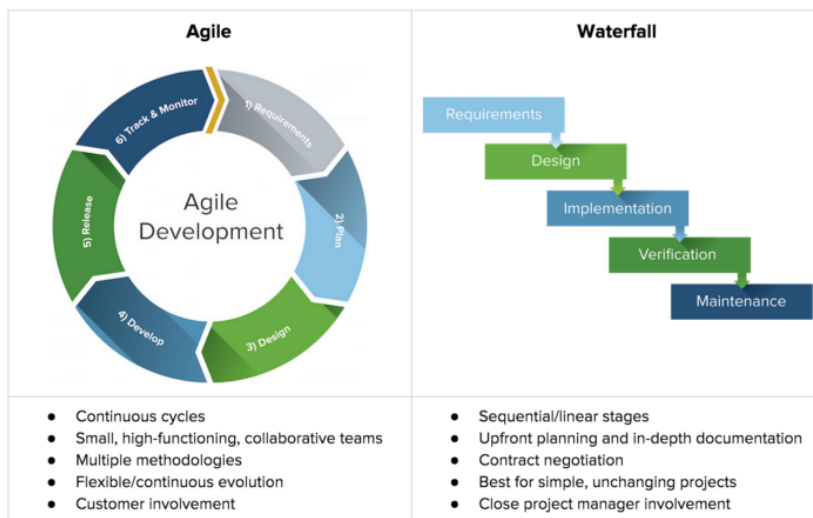 Agile
1) Requirements
2) Plan
3) Design
4) Develop
5) Release
6) Track & Monitor
Agile
Development
● Continuous cycles
● Small, high-functioning, collaborative teams
● Multiple methodologies
● Flexible/continuous evolution
● Customer involvement
Waterfall
Requirements
Design
Implementation
Verification
Maintenance
● Sequential/linear stages
● Upfront planning and in-depth documentation
● Contract negotiation
● Best for simple, unchanging projects
● Close project manager involvement